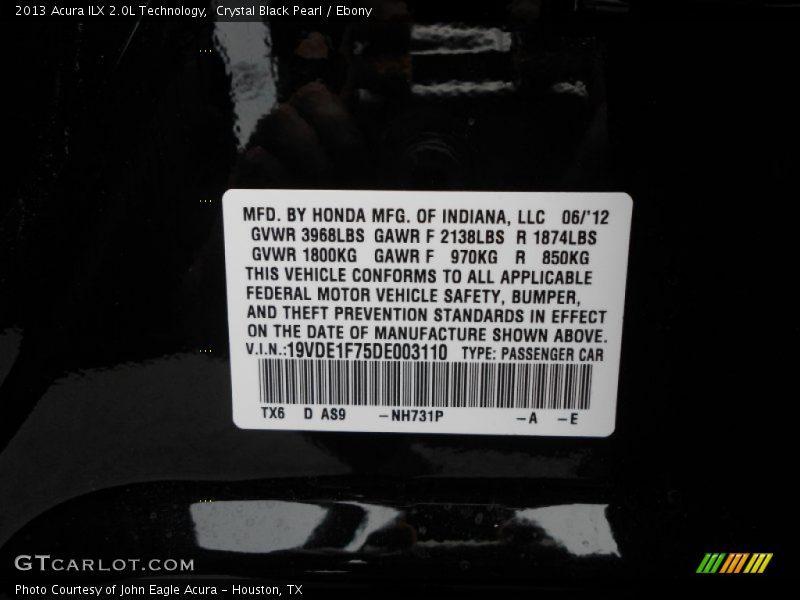 2013 Acura ILX 2.0L Technology,  Crystal Black Pearl / Ebony
MFD. BY HONDA MFG. OF INDIANA, LLC 06/'12
GVWR 3968LBS GAWR F 2138LBS R 1874LBS
GVWR 1800KG GAWR F 970KG R 850KG
THIS VEHICLE CONFORMS TO ALL APPLICABLE
FEDERAL MOTOR VEHICLE SAFETY, BUMPER,
AND THEFT PREVENTION STANDARDS IN EFFECT
ON THE DATE OF MANUFACTURE SHOWN ABOVE.
V.I.N.:19VDE1F75DE003110 TYPE: PASSENGER CAR
TX6 D AS9 -NH731P -A -E
GTCARLOT.COM
Photo Courtesy of John Eagle Acura - Houston, TX